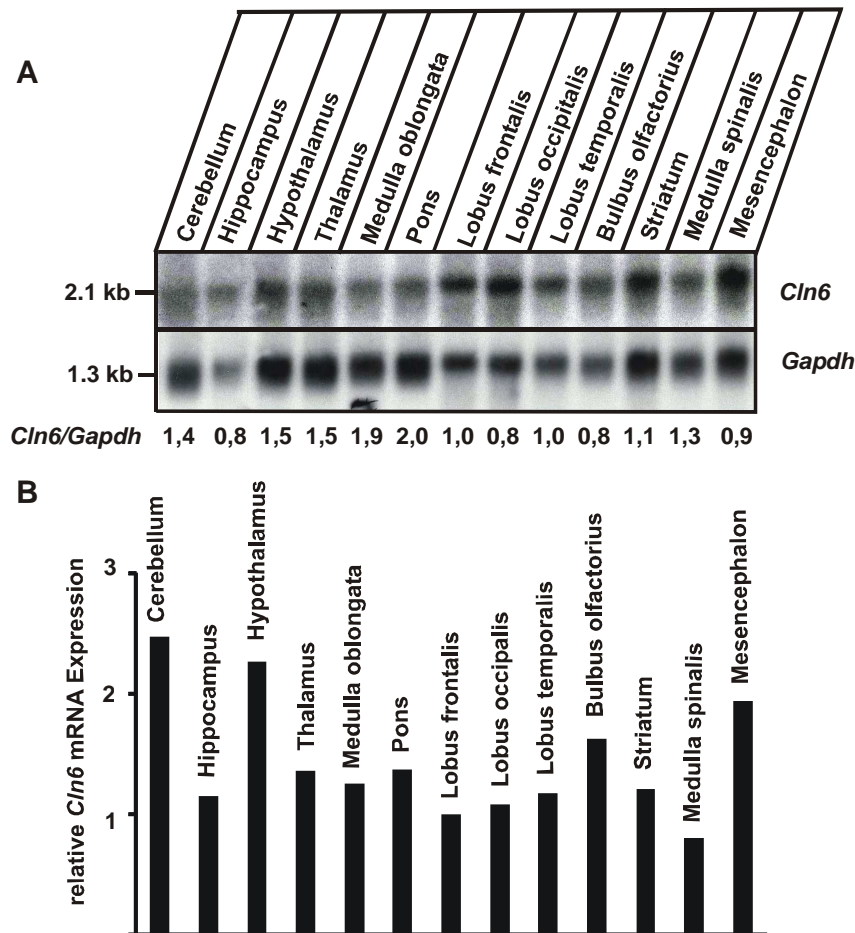 A
Cerebellum
Hippocampus
Hypothalamus
Thalamus
Medulla oblongata
Pons
Lobus frontalis
Lobus occipitalis
Lobus temporalis
Bulbus olfactorius
Striatum
Medulla spinalis
Mesencephalon
2.1 kb
Cln6
1.3 kb
Gapdh
Cln6/Gapdh 1,4 0,8 1,5 1,5 1,9 2,0 1,0 0,8 1,0 0,8 1,1 1,3 0,9
B
relative Cln6 mRNA Expression
3
2
1
Cerebellum
Hippocampus
Hypothalamus
Thalamus
Medulla oblongata
Pons
Lobus frontalis
Lobus occipalis
Lobus temporalis
Bulbus olfactorius
Striatum
Medulla spinalis
Mesencephalon